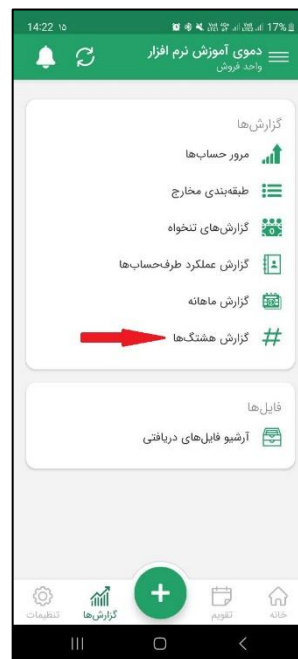 14:22 ۱۵ 17%
دموی آموزش نرم افزار
واحد فروش
گزارش‌ها
مرور حساب‌ها
طبقه‌بندی مخارج
گزارش‌های تنخواه
گزارش عملکرد طرف‌حساب‌ها
گزارش ماهانه
گزارش هشتگ‌ها
فایل‌ها
آرشیو فایل‌های دریافتی
خانه
تقویم
گزارش‌ها
تنظیمات